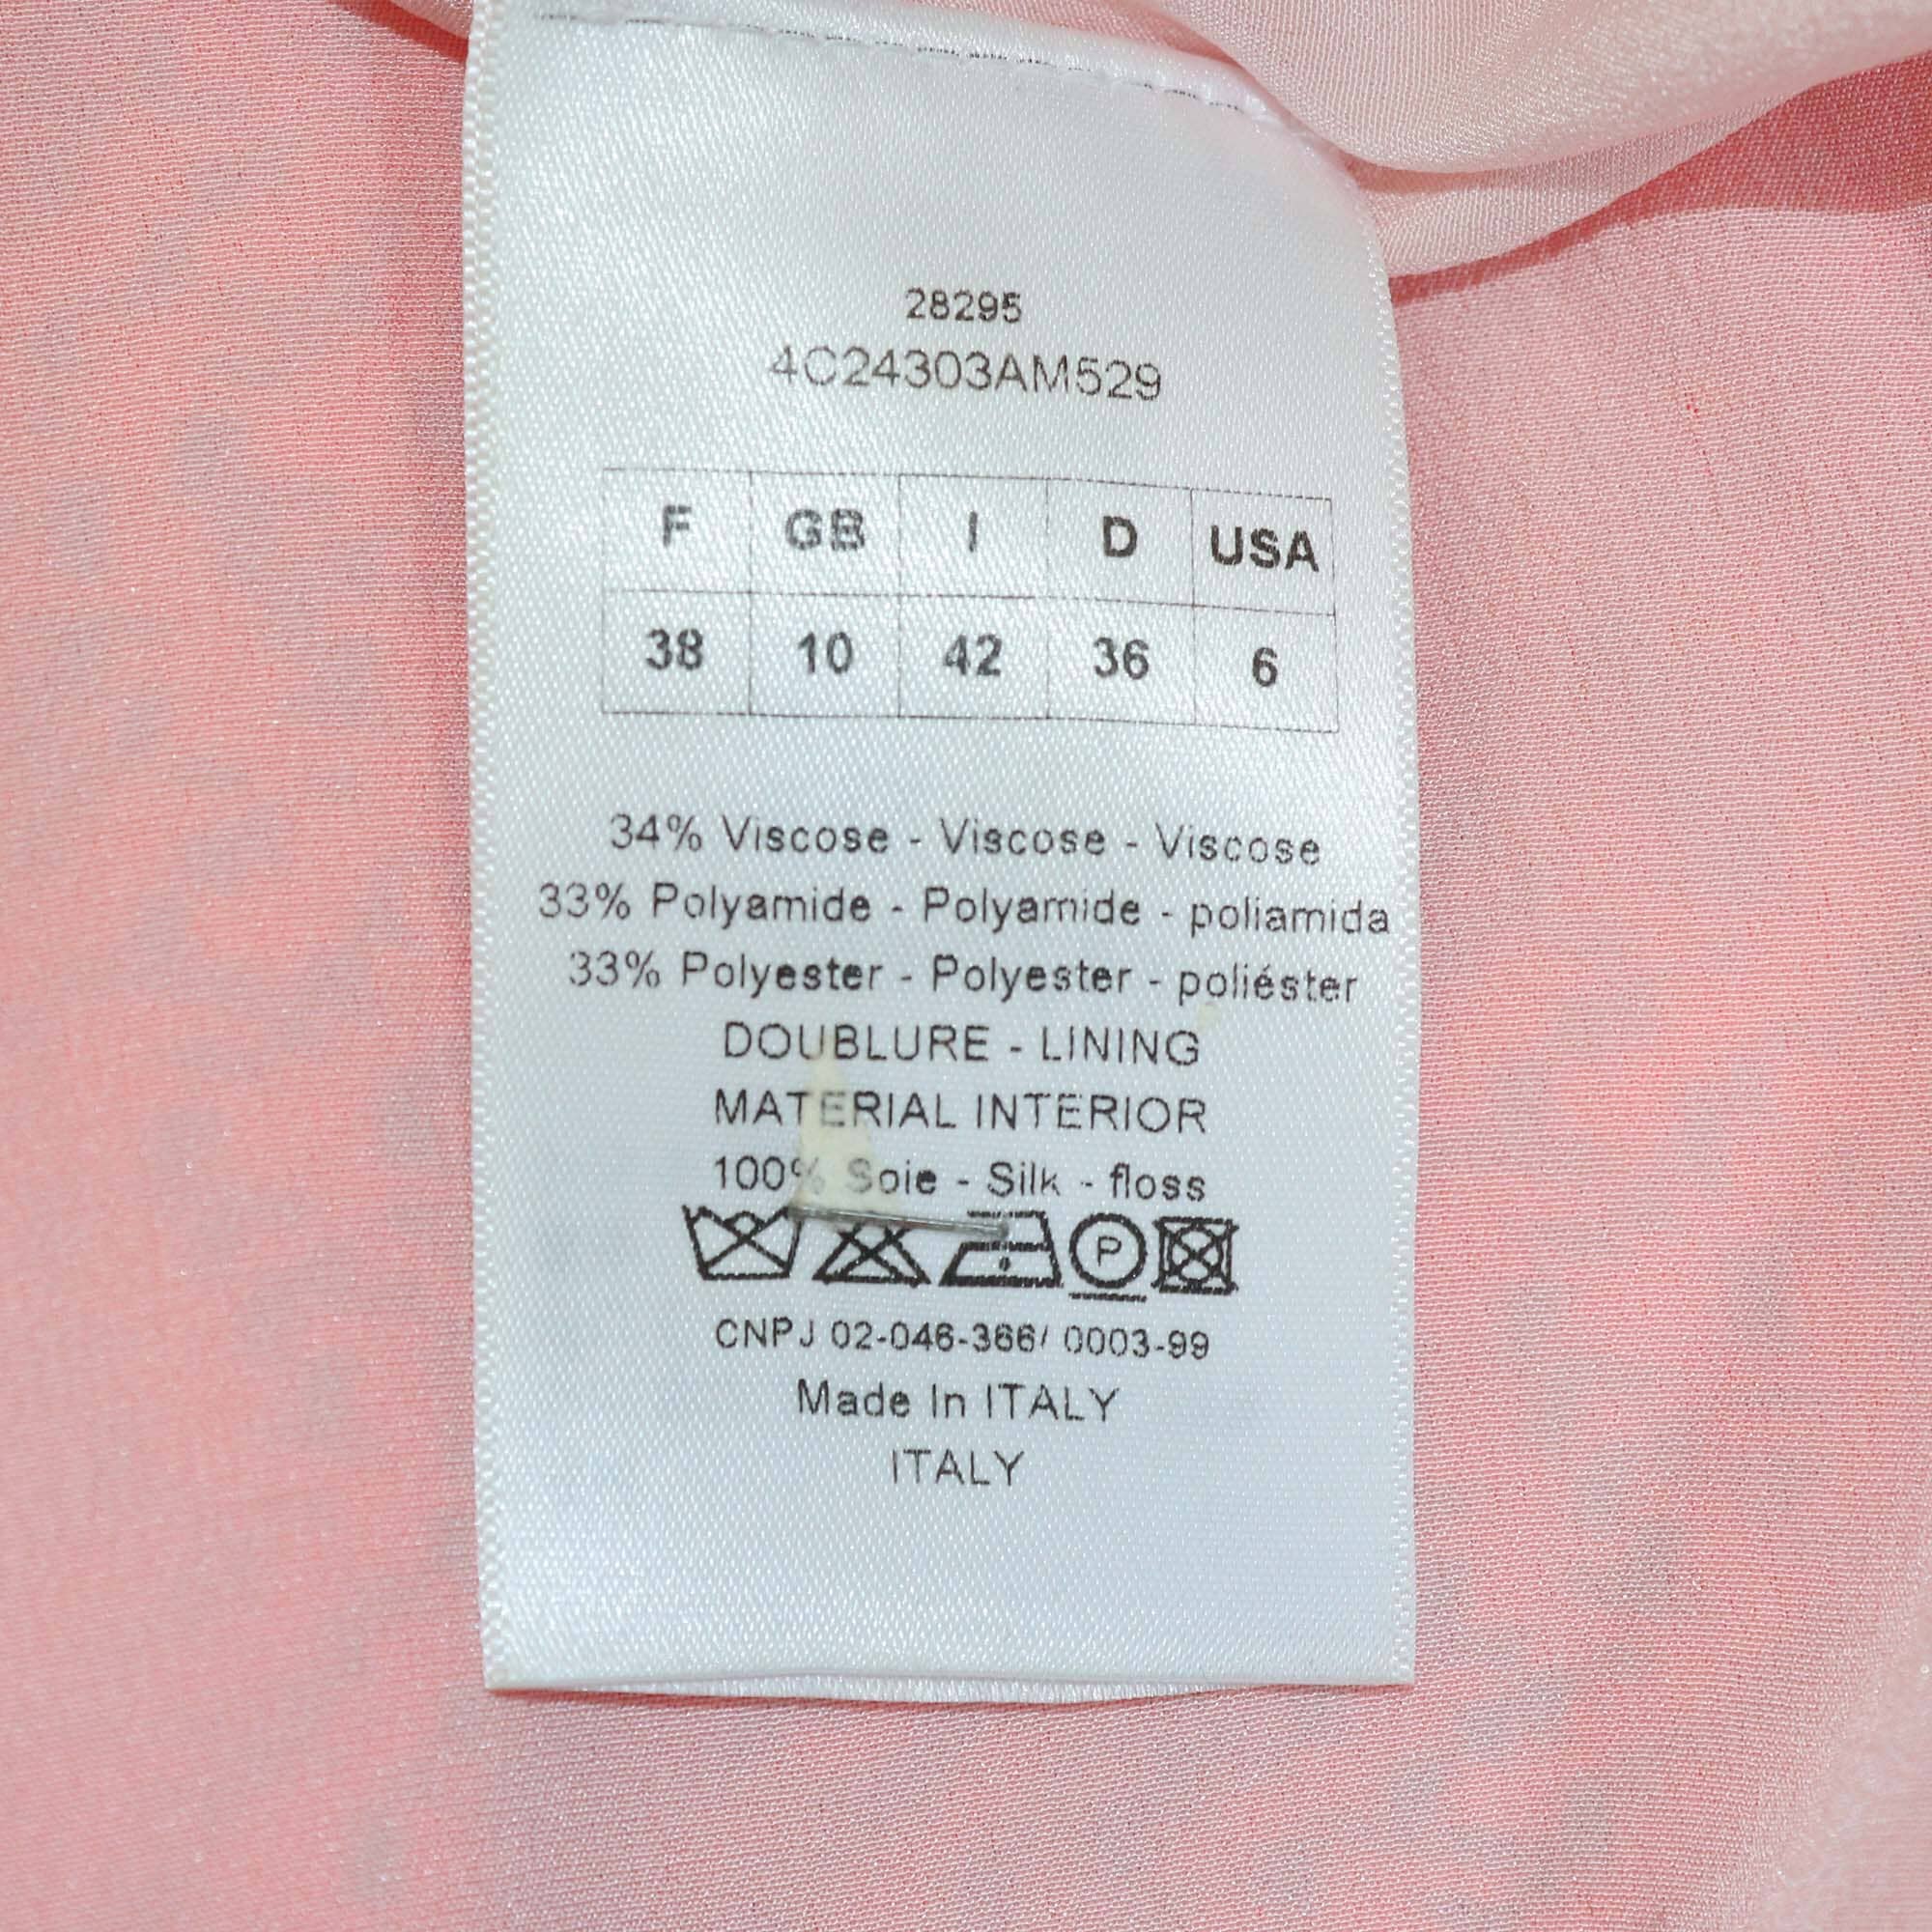 28295
4C24303AM529
F GB I D USA
38 10 42 36 6
34% Viscose - Viscose - Viscose
33% Polyamide - Polyamide - poliamida
33% Polyester - Polyester - poliéster
DOUBLURE - LINING
MATERIAL INTERIOR
100% Soie - Silk - floss
P
CNPJ 02-046-366/ 0003-99
Made In ITALY
ITALY